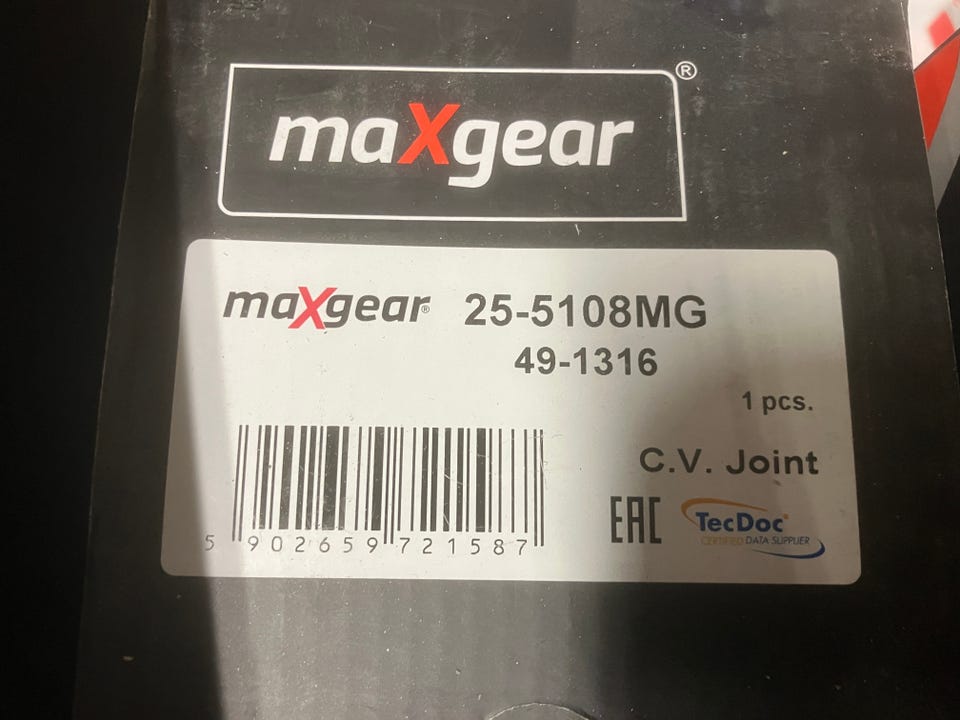 maXgear®
maXgear® 25-5108MG
49-1316
1 pcs.
C.V. Joint
EAC TecDoc®
CERTIFIED DATA SUPPLIER
5 902659 721587